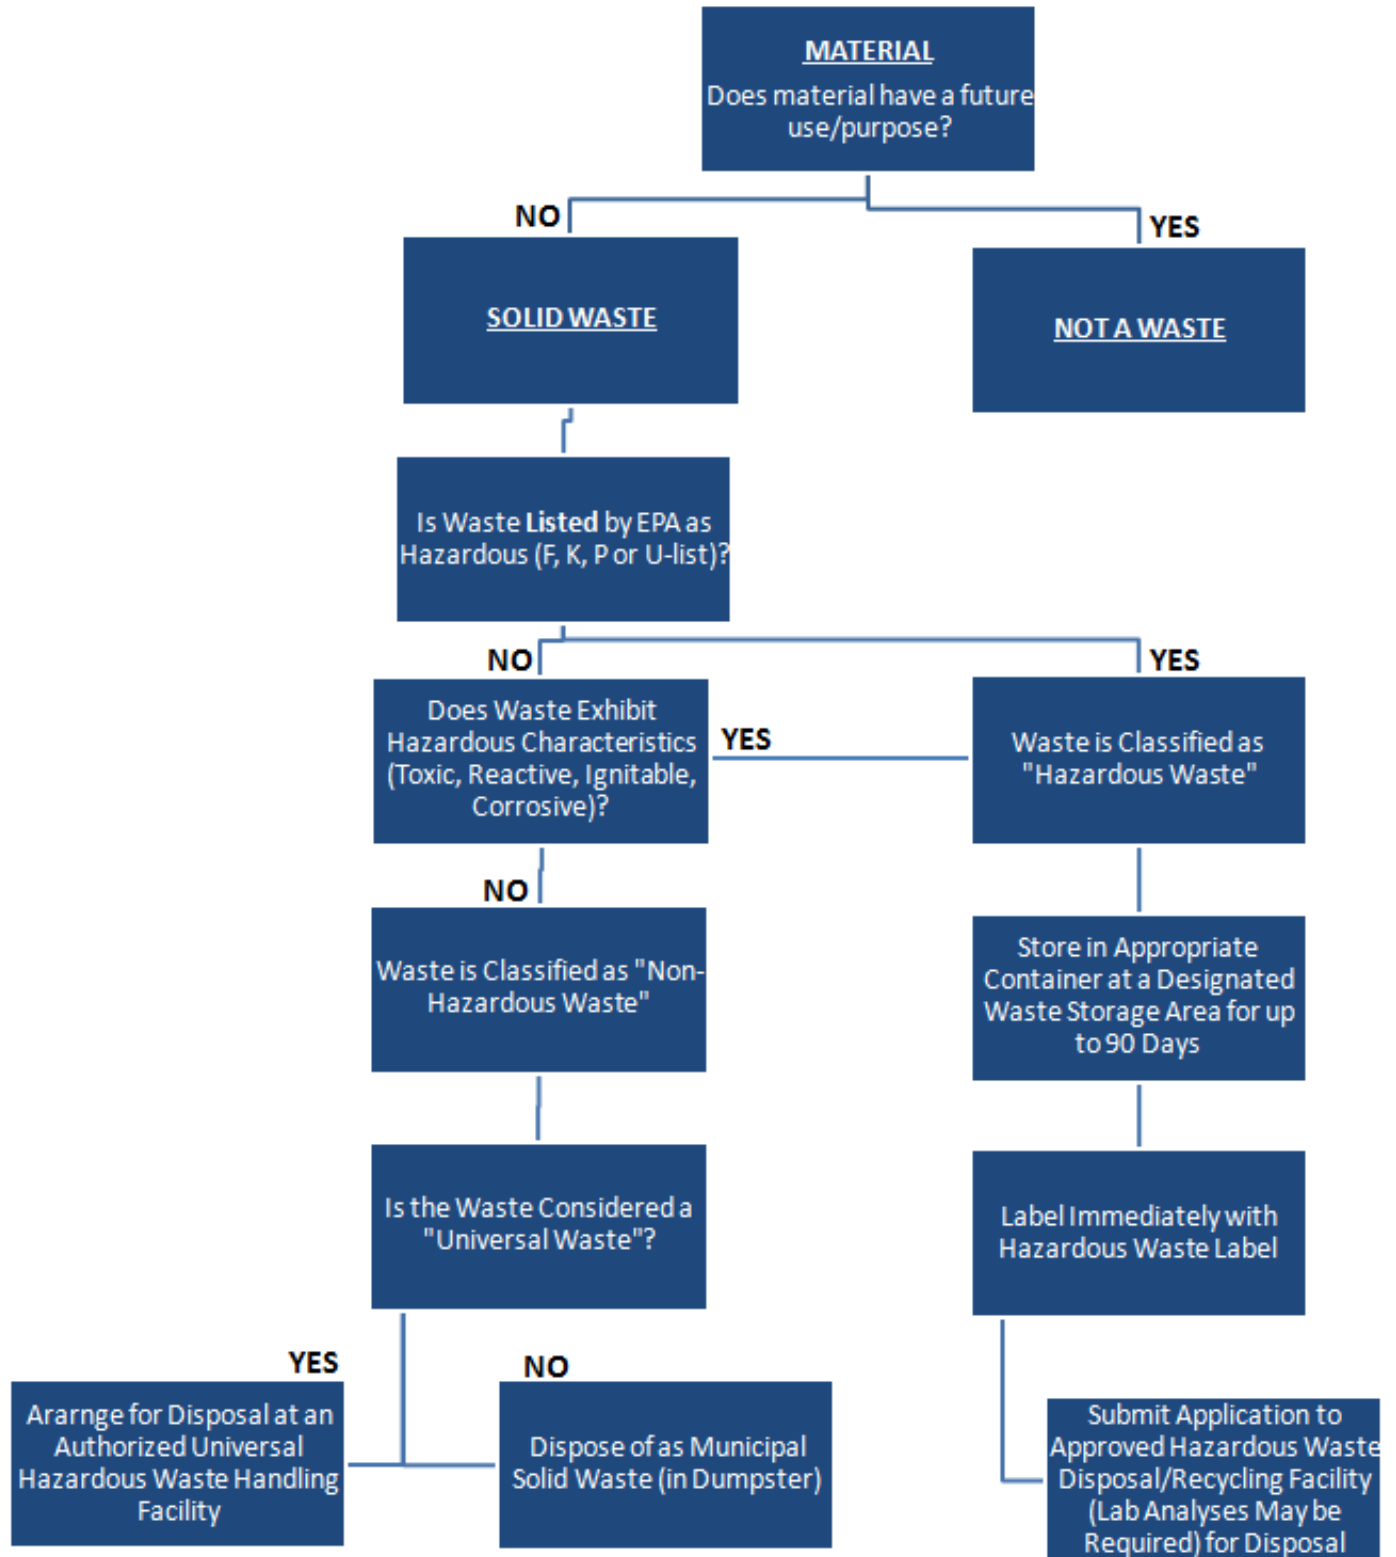 MATERIAL
Does material have a future
use/purpose?
NO
YES
SOLID WASTE
NOT A WASTE
Is Waste Listed by EPA as
Hazardous (F, K, P or U-list)?
NO
YES
Does Waste Exhibit
Hazardous Characteristics
(Toxic, Reactive, Ignitable,
Corrosive)?
YES
Waste is Classified as
"Hazardous Waste"
NO
Waste is Classified as "Non-
Hazardous Waste"
Store in Appropriate
Container at a Designated
Waste Storage Area for up
to 90 Days
Is the Waste Considered a
"Universal Waste"?
Label Immediately with
Hazardous Waste Label
YES
NO
Ararnge for Disposal at an
Authorized Universal
Hazardous Waste Handling
Facility
Dispose of as Municipal
Solid Waste (in Dumpster)
Submit Application to
Approved Hazardous Waste
Disposal/Recycling Facility
(Lab Analyses May be
Required) for Disposal